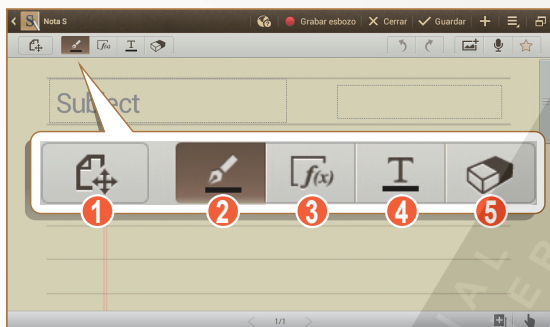 Nota S Grabar esbozo Cerrar Guardar
f(x) T
Subject
f(x) T
1 2 3 4 5
1/1